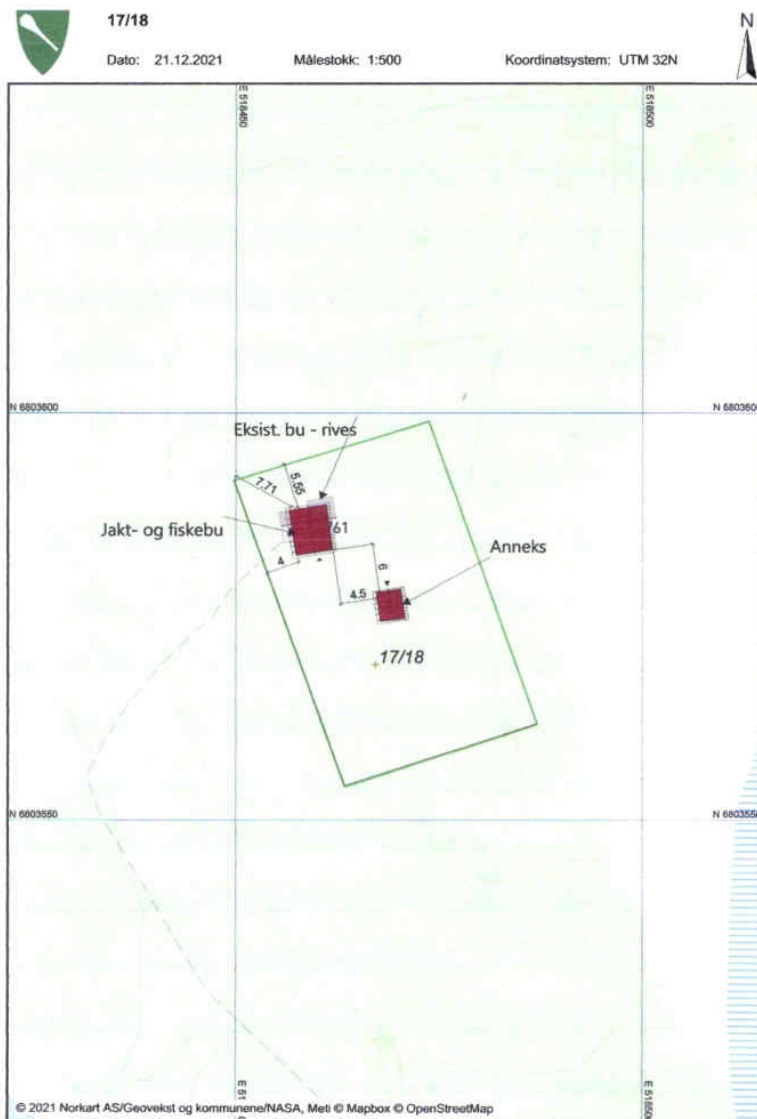 17/18
N
Dato: 21.12.2021
Målestokk: 1:500
Koordinatsystem: UTM 32N
E 518450
E 518500
N 6803600
N 6803600
Eksist. bu - rives
7.71
5.55
Jakt- og fiskebu
761
4
6
Anneks
4.5
17/18
N 6803550
N 6803550
E 51
E 518500
© 2021 Norkart AS/Geovekst og kommunene/NASA, Meti © Mapbox © OpenStreetMap